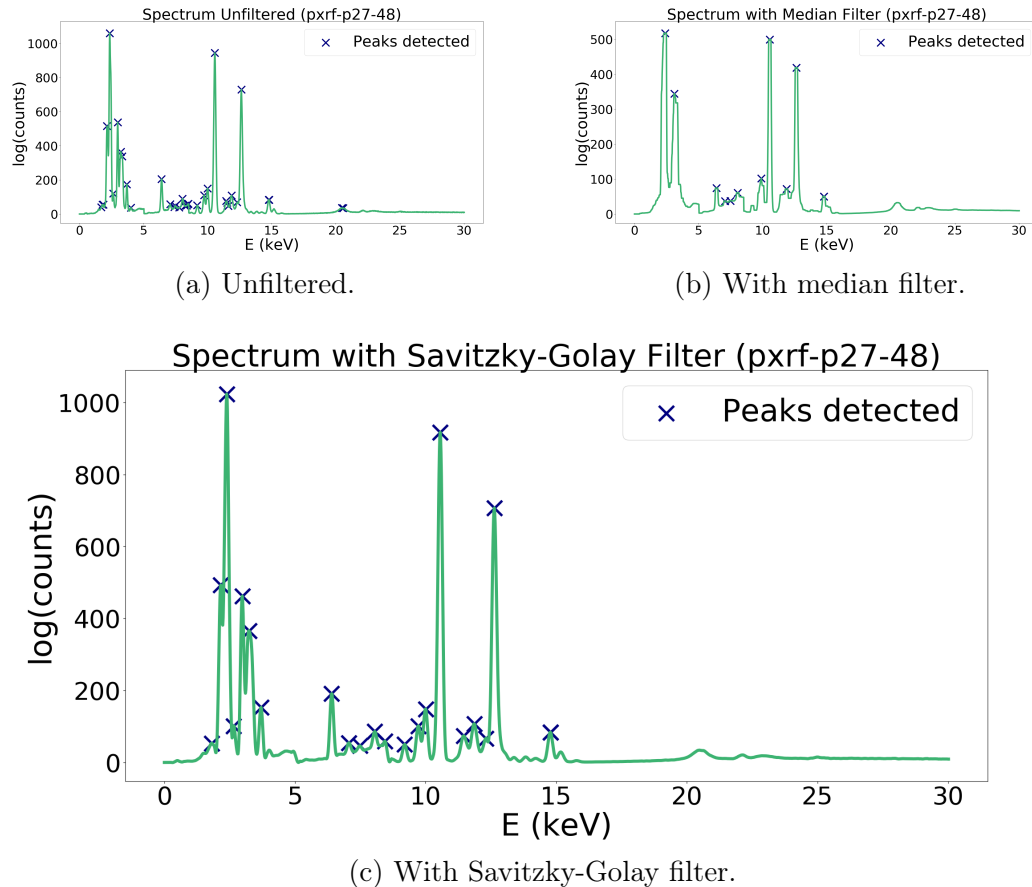 Spectrum Unfiltered (pxrf-p27-48)
Peaks detected
log(counts)
1000
800
600
400
200
0
0 5 10 15 20 25 30
E (keV)
(a) Unfiltered.
Spectrum with Median Filter (pxrf-p27-48)
Peaks detected
log(counts)
500
400
300
200
100
0
0 5 10 15 20 25 30
E (keV)
(b) With median filter.
Spectrum with Savitzky-Golay Filter (pxrf-p27-48)
Peaks detected
log(counts)
1000
800
600
400
200
0
0 5 10 15 20 25 30
E (keV)
(c) With Savitzky-Golay filter.